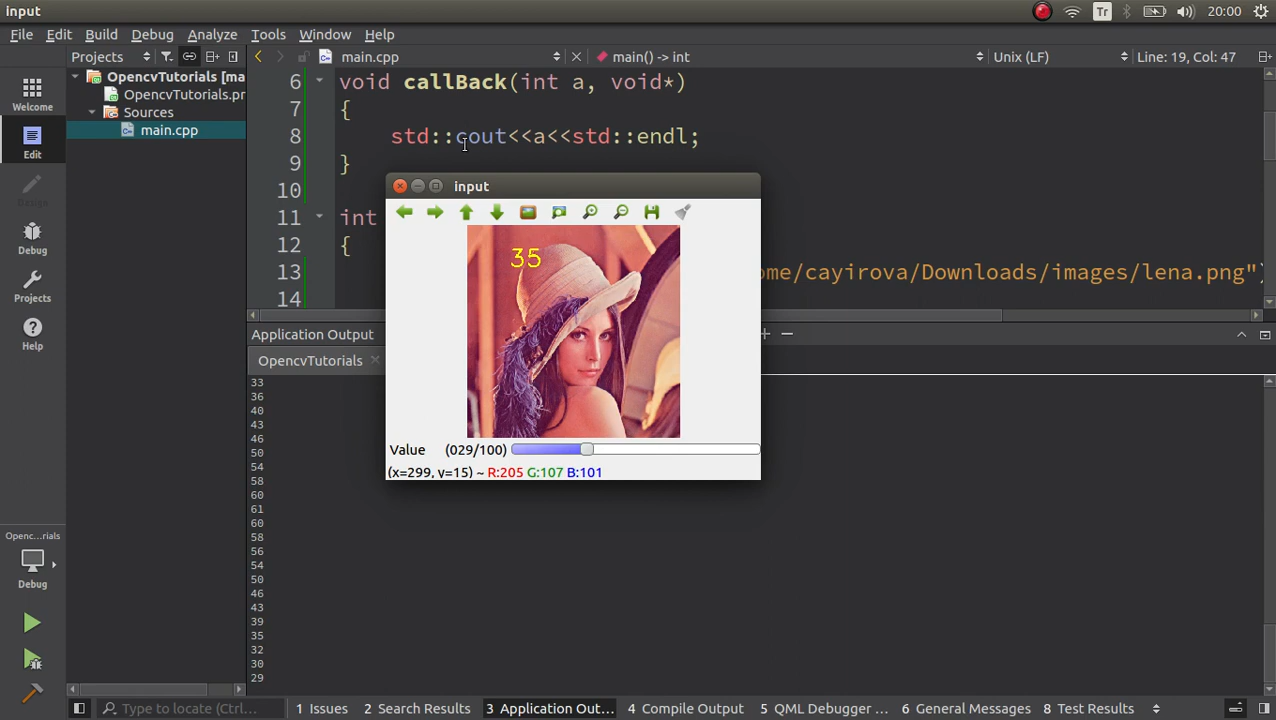 input
Tr
20:00
File Edit Build Debug Analyze Tools Window Help
Projects
main.cpp
main() -> int
Unix (LF)
Line: 19, Col: 47
Welcome
Edit
Design
Debug
Projects
Help
OpencvTutorials [ma
OpencvTutorials.pr
Sources
main.cpp
6 void callBack(int a, void*)
7 {
8 std::cout<<a<<std::endl;
9 }
10
11 int
12 {
13 ome/cayirova/Downloads/images/lena.png")
14
input
35
Value (029/100)
(x=299, y=15) ~ R:205 G:107 B:101
Application Output
OpencvTutorials
33
36
40
43
46
50
54
58
60
61
60
58
56
54
50
46
43
39
35
32
30
29
Openc...rials
Debug
Type to locate (Ctrl...
1 Issues
2 Search Results
3 Application Out...
4 Compile Output
5 QML Debugger ...
6 General Messages
8 Test Results